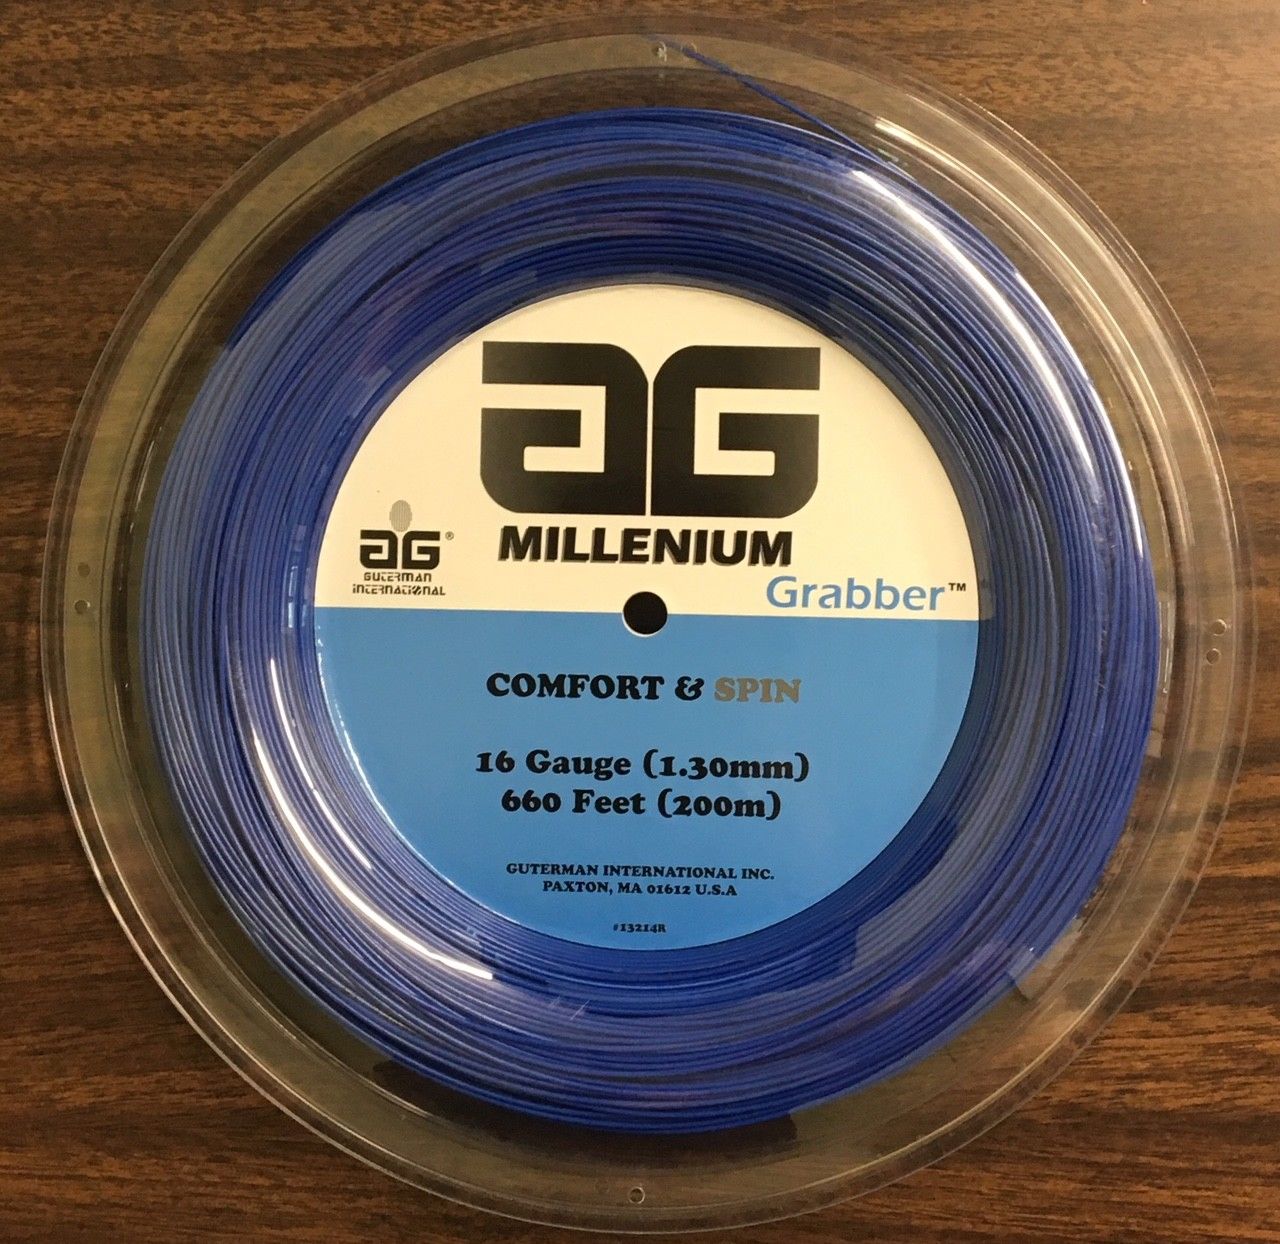 AG
MILLENIUM
Grabber™
AG®
GUTERMAN
INTERNATIONAL
COMFORT & SPIN
16 Gauge (1.30mm)
660 Feet (200m)
GUTERMAN INTERNATIONAL INC.
PAXTON, MA 01612 U.S.A
#13214R